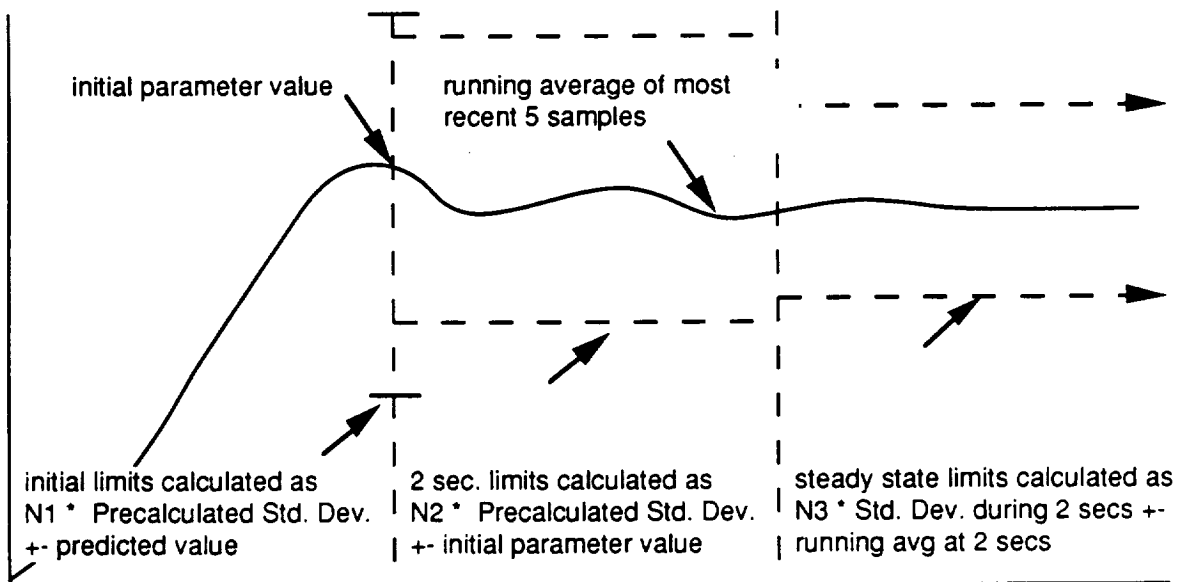 initial parameter value
running average of most
recent 5 samples
initial limits calculated as
N1 * Precalculated Std. Dev.
+- predicted value
2 sec. limits calculated as
N2 * Precalculated Std. Dev.
+- initial parameter value
steady state limits calculated as
N3 * Std. Dev. during 2 secs +-
running avg at 2 secs